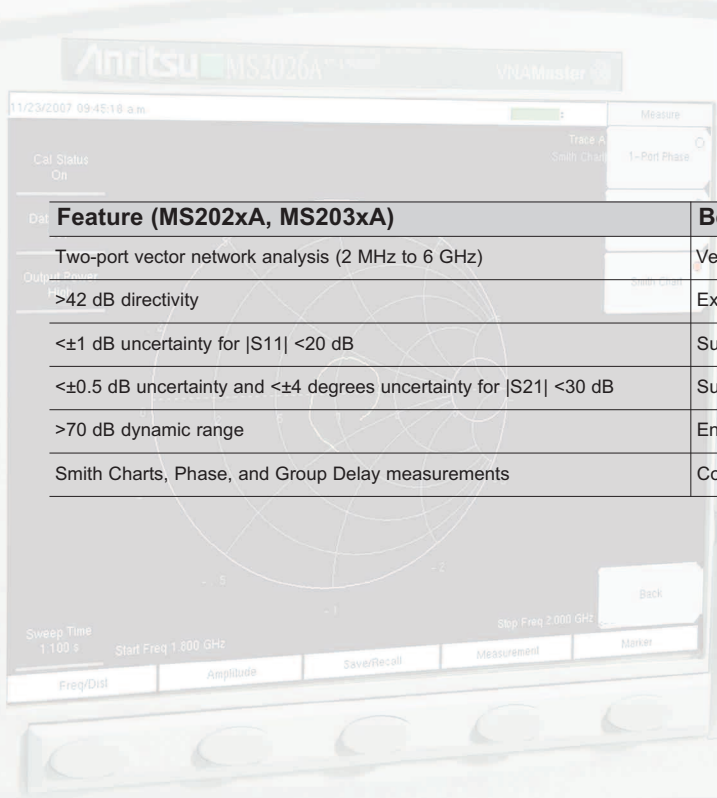 Anritsu MS2026A
VNAMaster
11/23/2007 09:45:18 a.m.
Measure
Trace A
Smith Chart
1-Port Phase
Cal Status
On
Feature (MS202xA, MS203xA)
Two-port vector network analysis (2 MHz to 6 GHz)
Output Power
High
Smith Chart
>42 dB directivity
<±1 dB uncertainty for |S11| <20 dB
<±0.5 dB uncertainty and <±4 degrees uncertainty for |S21| <30 dB
>70 dB dynamic range
Smith Charts, Phase, and Group Delay measurements
-.5
-2
-1
Back
Sweep Time
1.100 s
Start Freq 1.800 GHz
Stop Freq 2.000 GHz
Freq/Dist
Amplitude
Save/Recall
Measurement
Marker